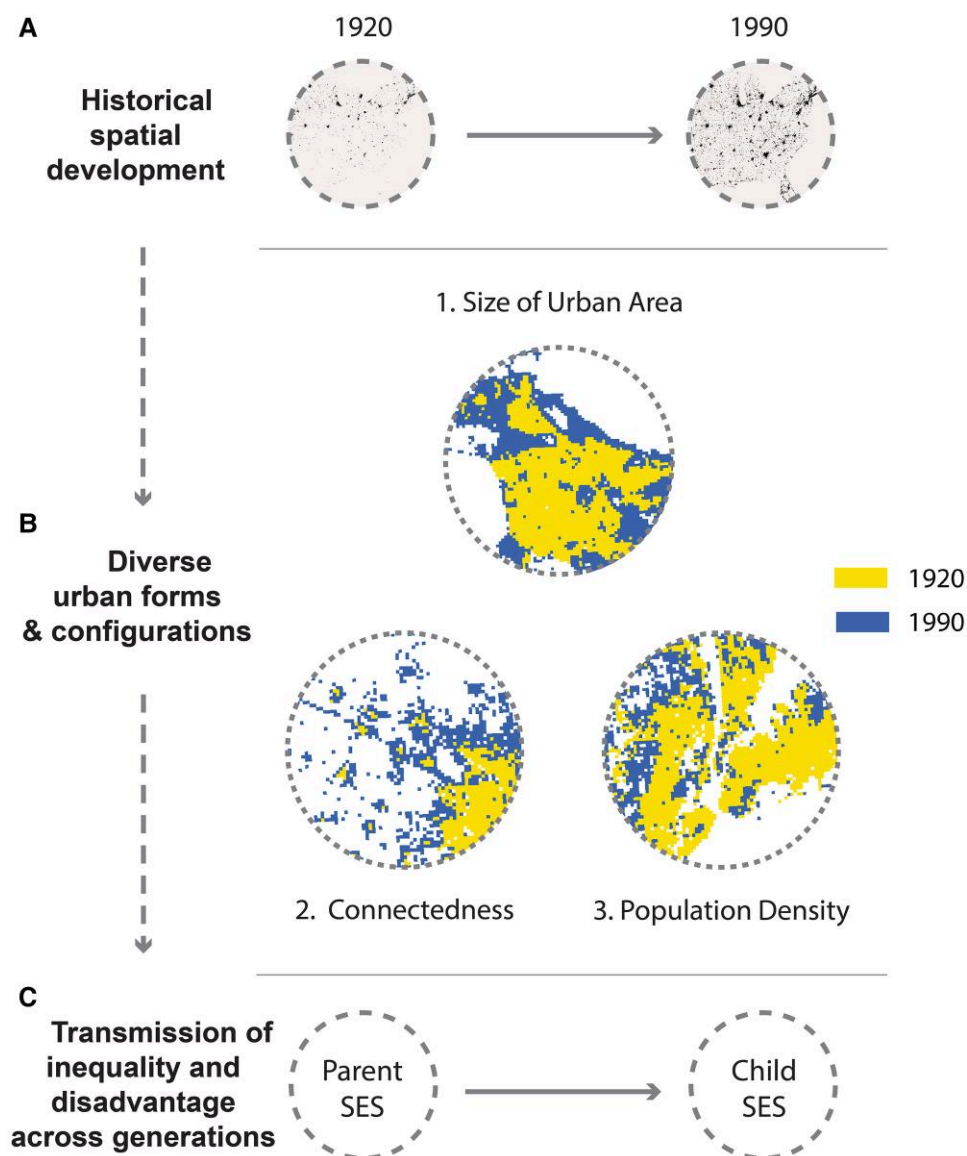 A
1920
1990
Historical
spatial
development
1. Size of Urban Area
B
Diverse
urban forms
& configurations
1920
1990
2. Connectedness
3. Population Density
C
Transmission of
inequality and
disadvantage
across generations
Parent
SES
Child
SES